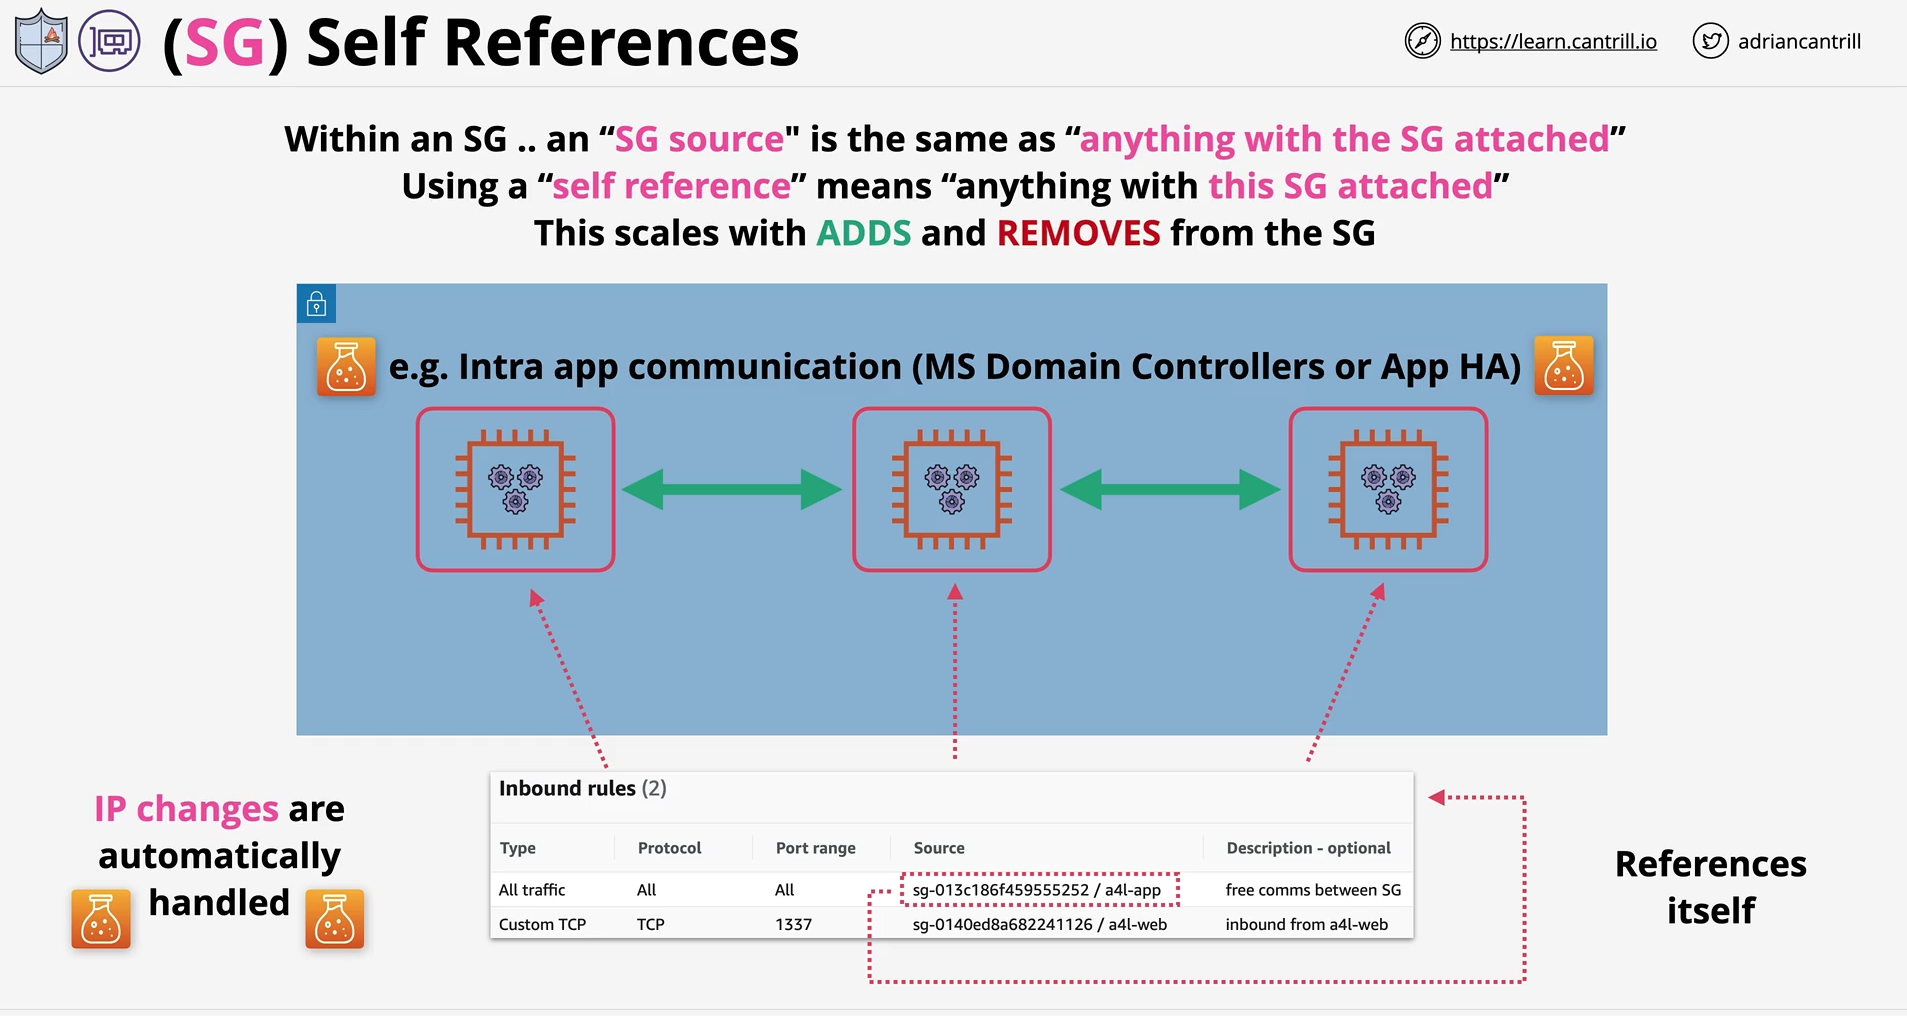 (SG) Self References
https://learn.cantrill.io
adriancantrill
Within an SG .. an “SG source" is the same as “anything with the SG attached”
Using a “self reference” means “anything with this SG attached”
This scales with ADDS and REMOVES from the SG
e.g. Intra app communication (MS Domain Controllers or App HA)
IP changes are
automatically
handled
Inbound rules (2)
Type Protocol Port range Source Description - optional
All traffic All All sg-013c186f459555252 / a4l-app free comms between SG
Custom TCP TCP 1337 sg-0140ed8a682241126 / a4l-web inbound from a4l-web
References
itself